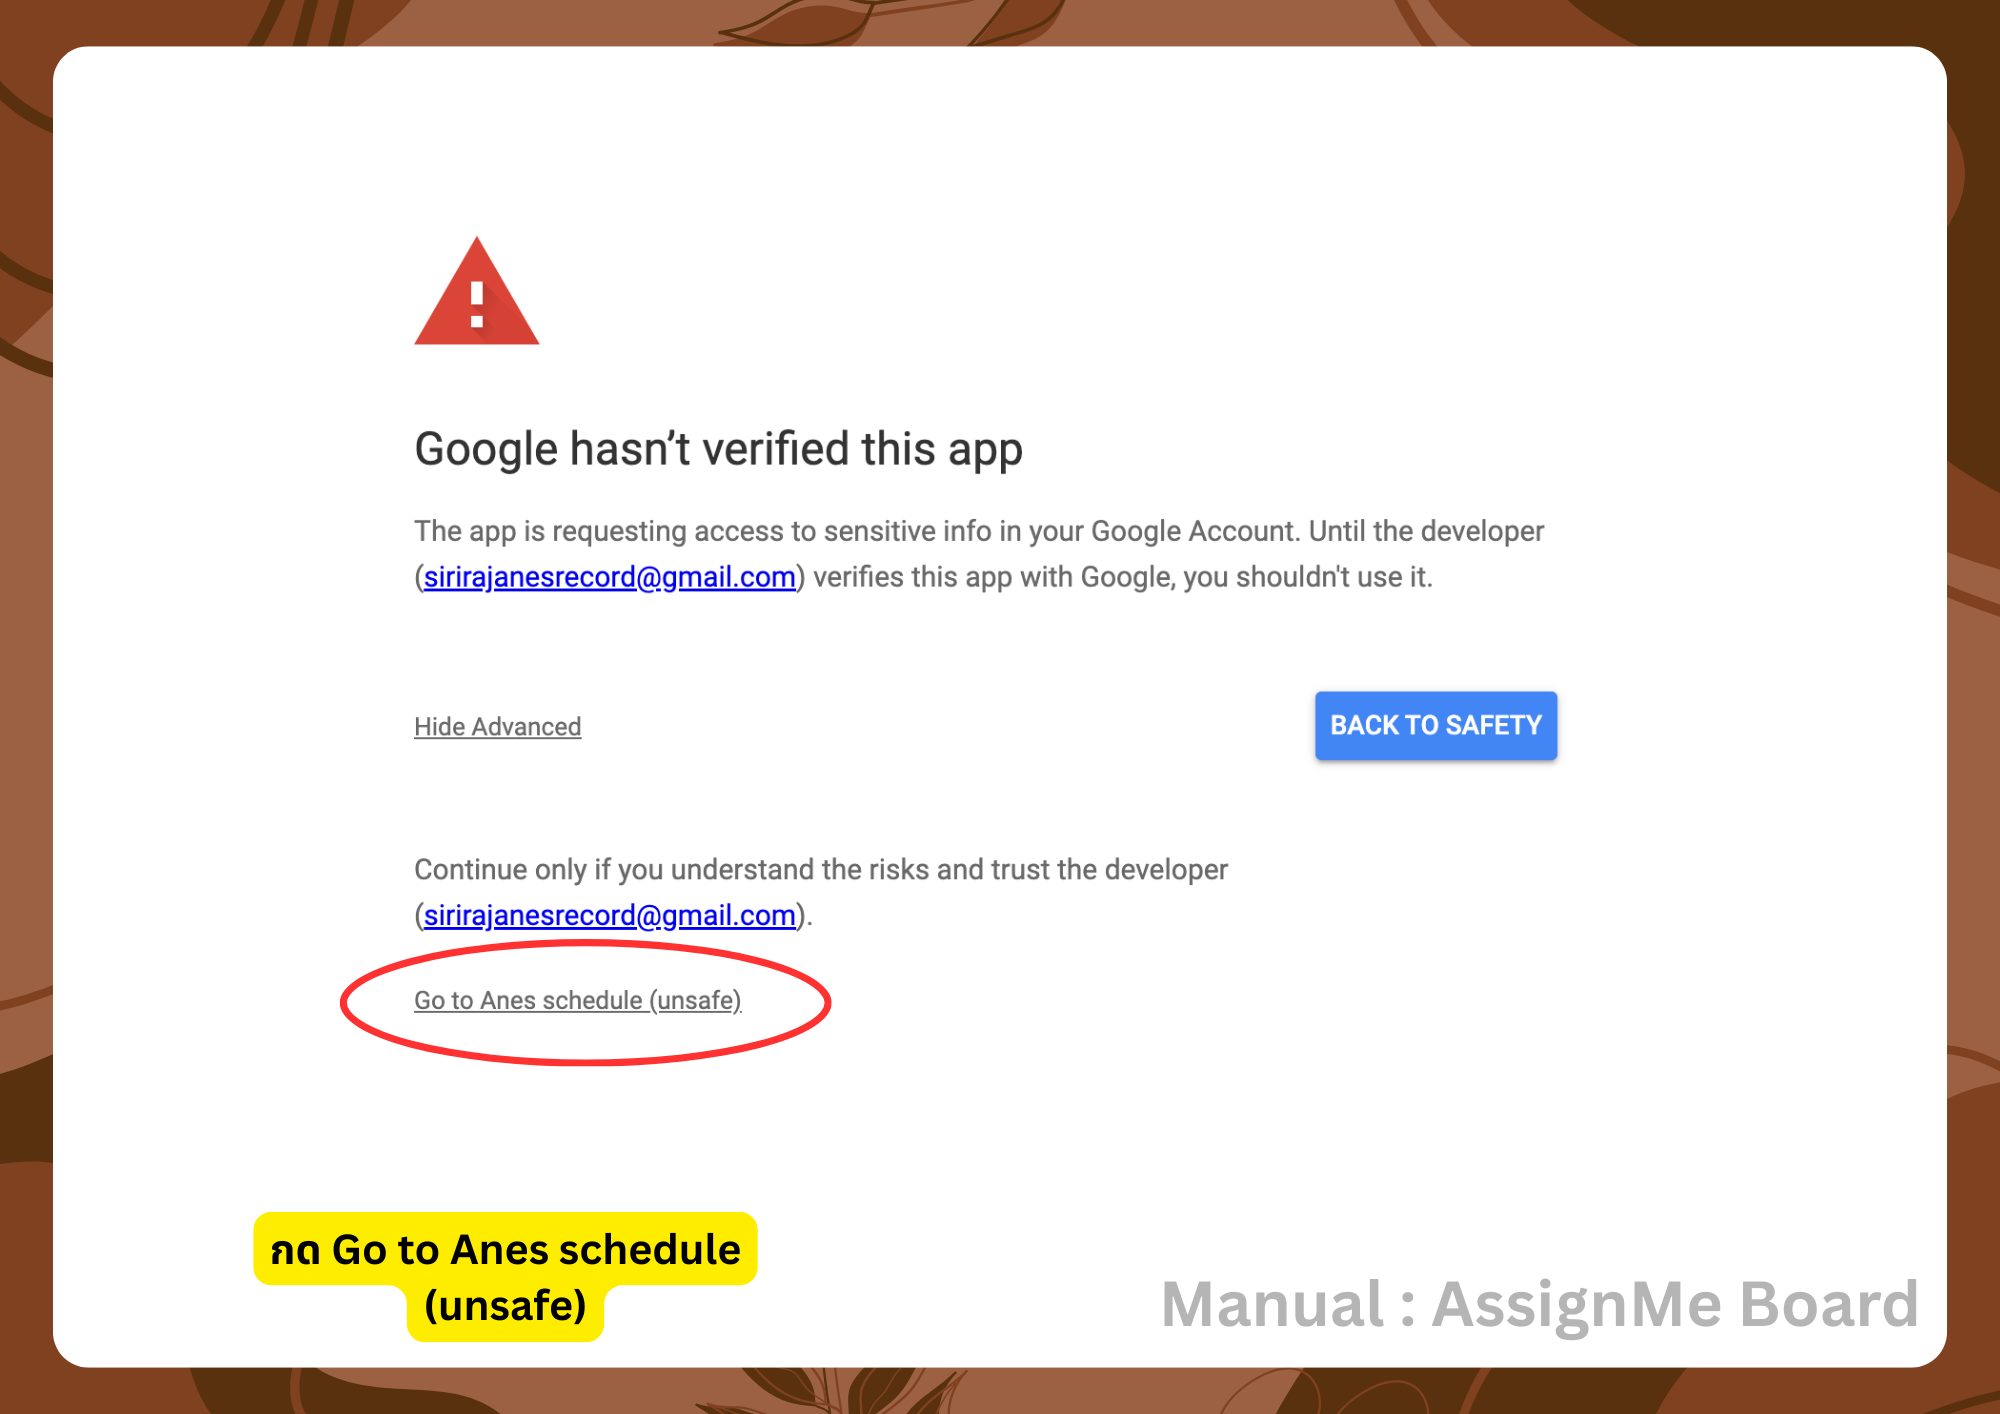 Google hasn’t verified this app
The app is requesting access to sensitive info in your Google Account. Until the developer
(sirirajanesrecord@gmail.com) verifies this app with Google, you shouldn't use it.
Hide Advanced
BACK TO SAFETY
Continue only if you understand the risks and trust the developer
(sirirajanesrecord@gmail.com).
Go to Anes schedule (unsafe)
กด Go to Anes schedule
(unsafe)
Manual : AssignMe Board